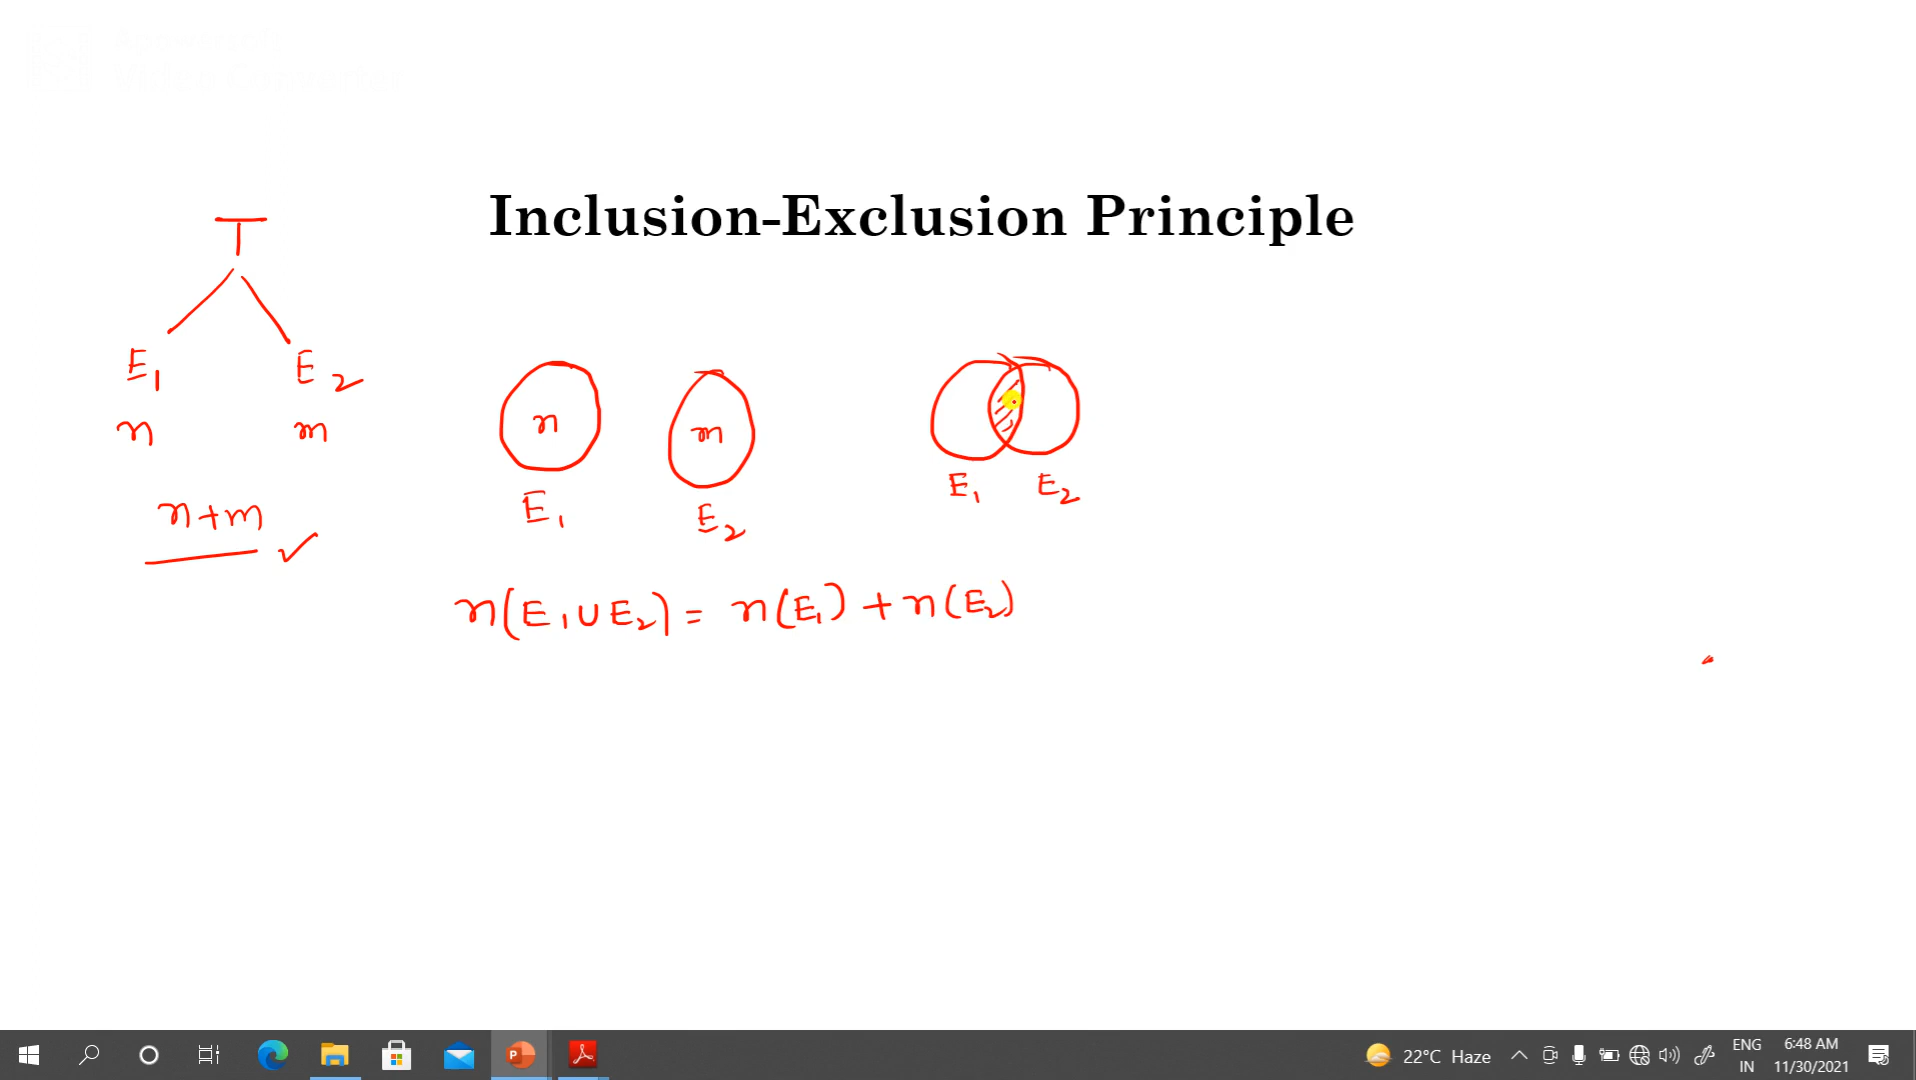 Inclusion-Exclusion Principle
T
E1 E2
n m
n+m ✓
n m
E1 E2
E1 E2
n(E1∪E2) = n(E1) + n(E2)
22°C Haze
ENG
IN
6:48 AM
11/30/2021